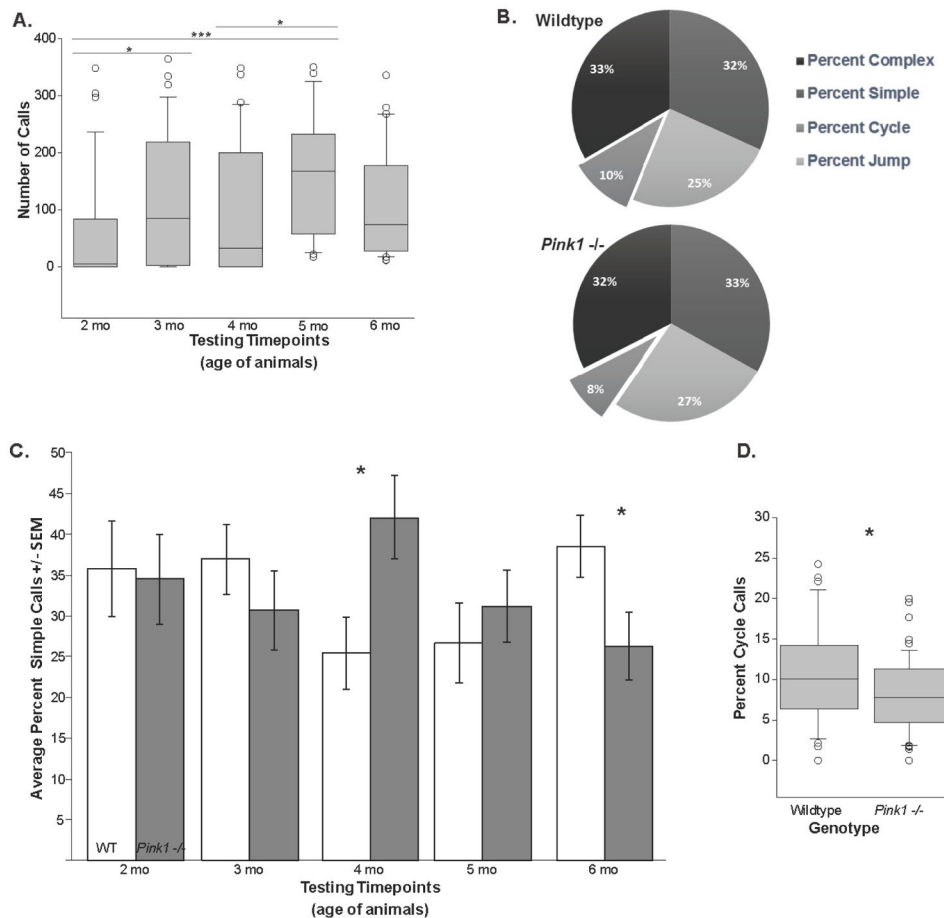 A.
*
***
*
400
300
200
100
0
Number of Calls
2 mo
3 mo
4 mo
5 mo
6 mo
Testing Timepoints
(age of animals)
B.
Wildtype
33%
32%
10%
25%
Percent Complex
Percent Simple
Percent Cycle
Percent Jump
Pink1 -/-
32%
33%
8%
27%
C.
50
45
40
35
30
25
20
15
10
5
Average Percent Simple Calls +/- SEM
*
*
WT
Pink1 -/-
2 mo
3 mo
4 mo
5 mo
6 mo
Testing Timepoints
(age of animals)
D.
30
25
20
15
10
5
0
Percent Cycle Calls
*
Wildtype
Pink1 -/-
Genotype